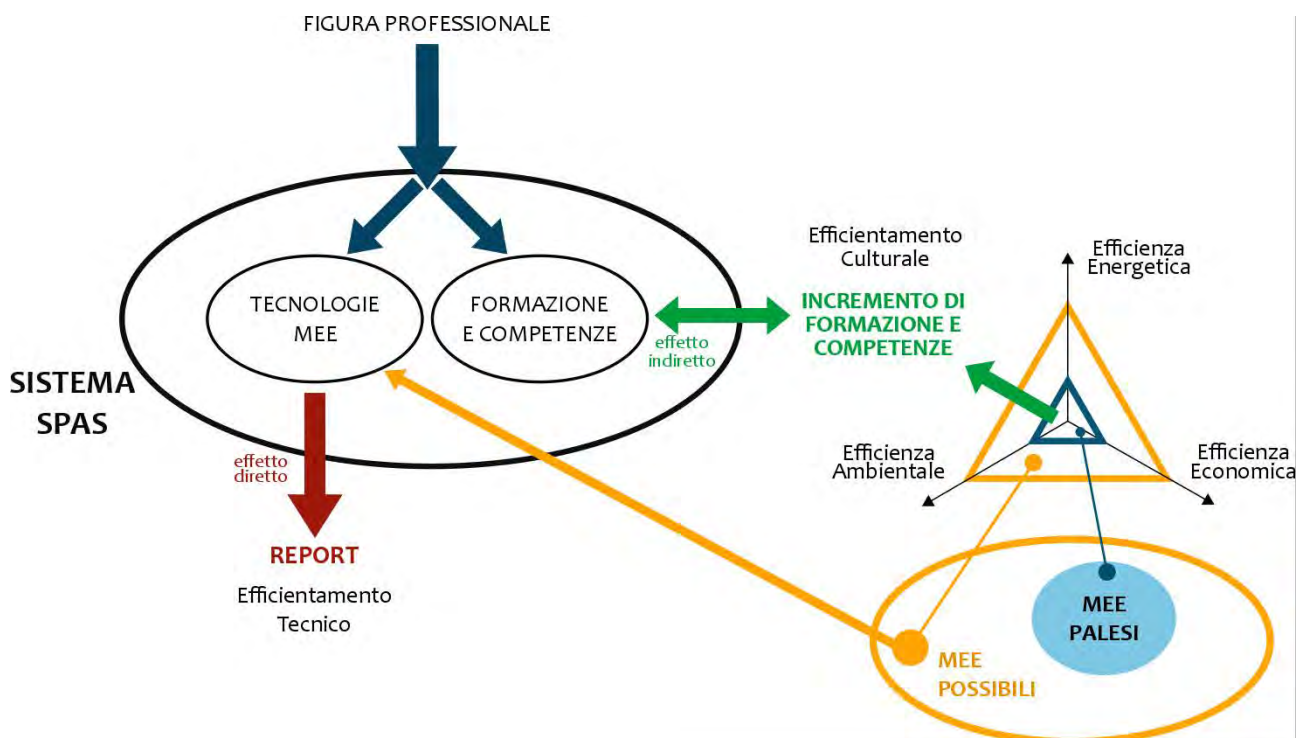 FIGURA PROFESSIONALE
TECNOLOGIE
MEE
FORMAZIONE
E COMPETENZE
SISTEMA
SPAS
effetto
indiretto
effetto
diretto
REPORT
Efficientamento
Tecnico
Efficientamento
Culturale
INCREMENTO DI
FORMAZIONE E
COMPETENZE
Efficienza
Energetica
Efficienza
Ambientale
Efficienza
Economica
MEE
PALESI
MEE
POSSIBILI